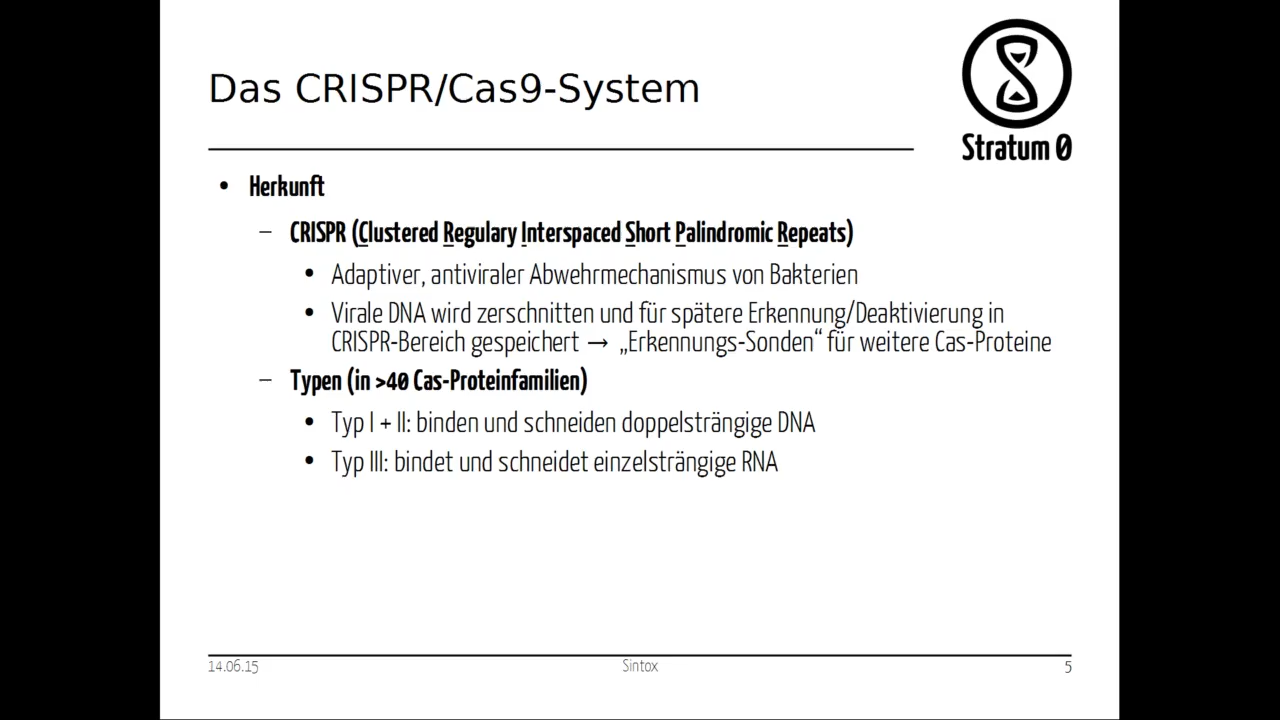 Das CRISPR/Cas9-System
Stratum 0
• Herkunft
– CRISPR (Clustered Regulary Interspaced Short Palindromic Repeats)
• Adaptiver, antiviraler Abwehrmechanismus von Bakterien
• Virale DNA wird zerschnitten und für spätere Erkennung/Deaktivierung in
CRISPR-Bereich gespeichert → „Erkennungs-Sonden“ für weitere Cas-Proteine
– Typen (in >40 Cas-Proteinfamilien)
• Typ I + II: binden und schneiden doppelsträngige DNA
• Typ III: bindet und schneidet einzelsträngige RNA
14.06.15
Sintox
5